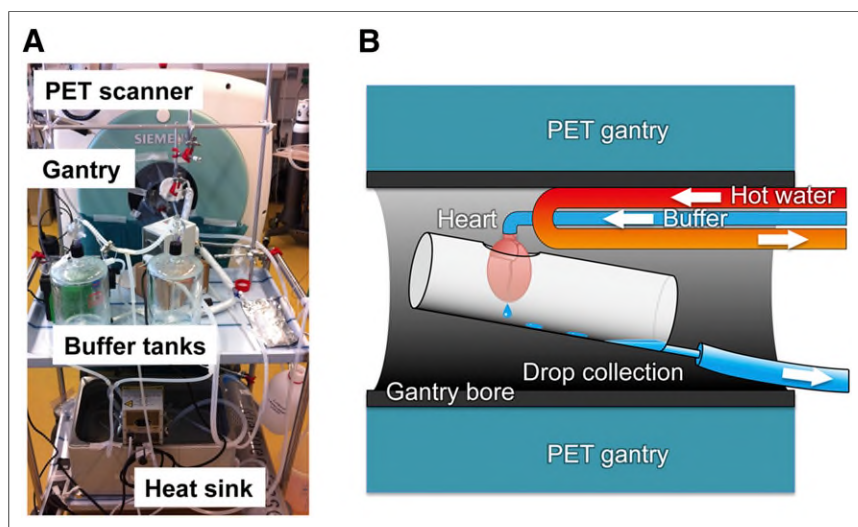 A
PET scanner
SIEMEN
Gantry
Buffer tanks
Heat sink
B
PET gantry
Hot water
Heart
Buffer
Drop collection
Gantry bore
PET gantry